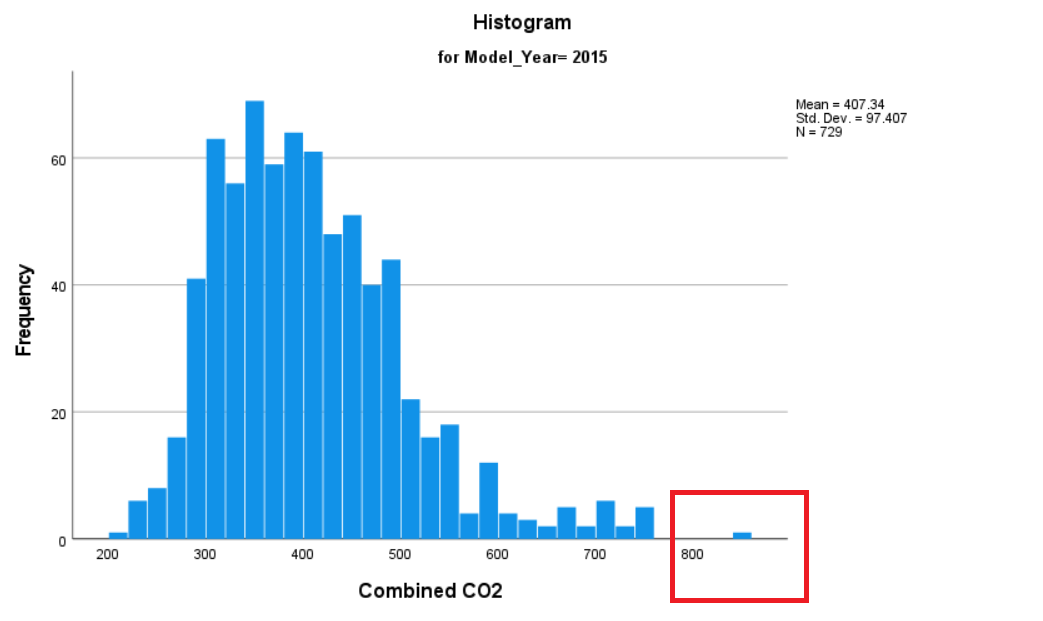 Histogram
for Model_Year= 2015
Mean = 407.34
Std. Dev. = 97.407
N = 729
Frequency
60
40
20
0
200 300 400 500 600 700 800
Combined CO2